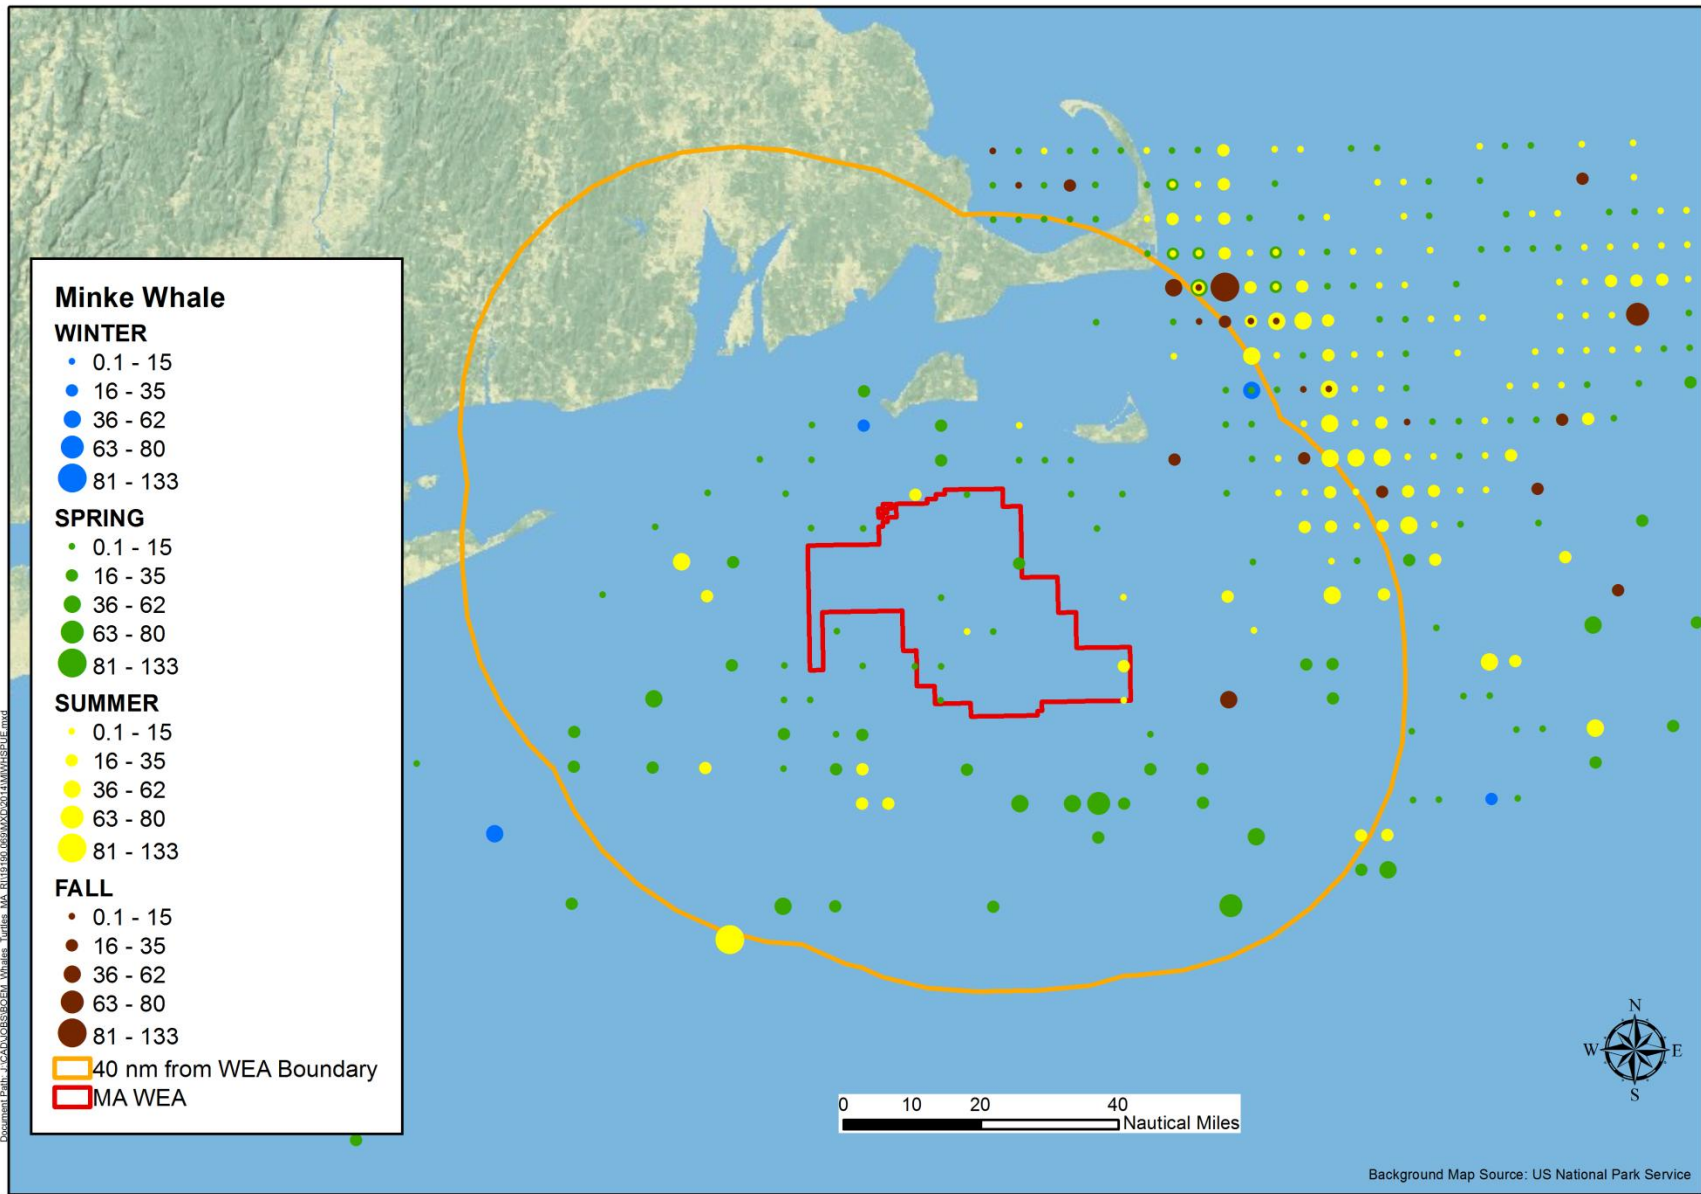 Minke Whale
WINTER
0.1 - 15
16 - 35
36 - 62
63 - 80
81 - 133
SPRING
0.1 - 15
16 - 35
36 - 62
63 - 80
81 - 133
SUMMER
0.1 - 15
16 - 35
36 - 62
63 - 80
81 - 133
FALL
0.1 - 15
16 - 35
36 - 62
63 - 80
81 - 133
40 nm from WEA Boundary
MA WEA
0 10 20 40
Nautical Miles
N
W E
S
Background Map Source: US National Park Service
Document Path: